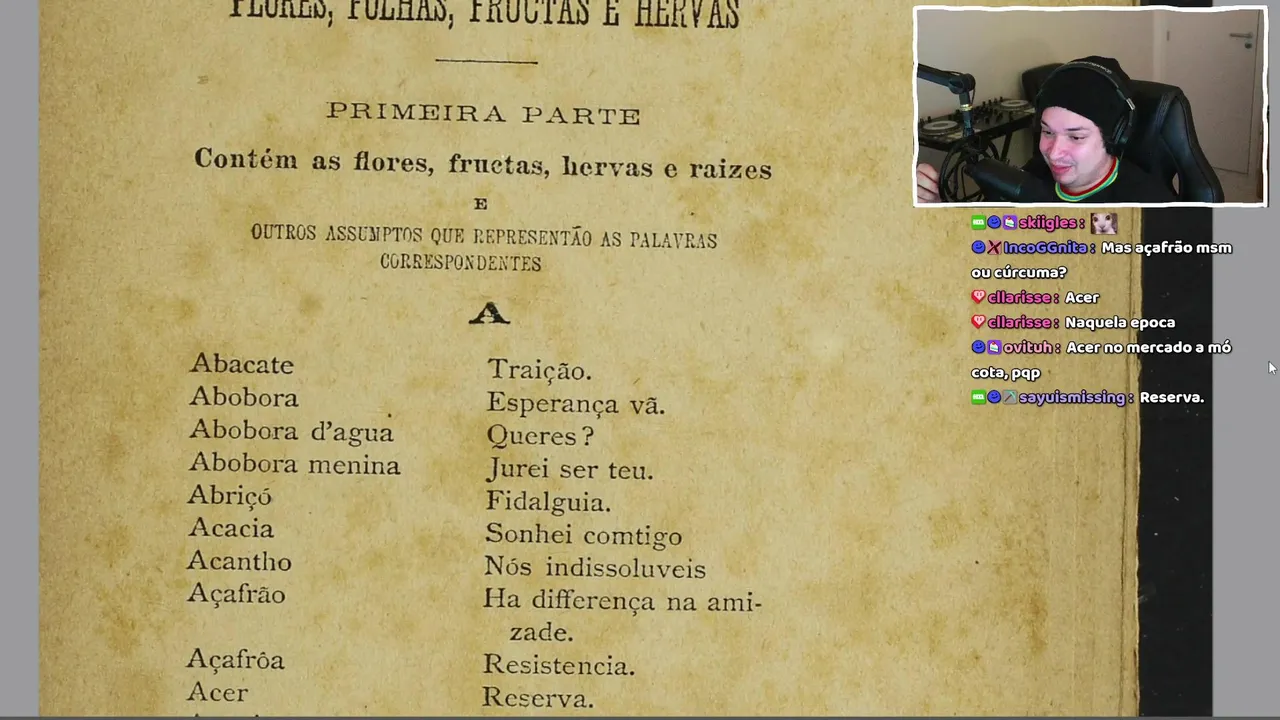 FLORES, FOLHAS, FRUCTAS E HERVAS
PRIMEIRA PARTE
Contém as flores, fructas, hervas e raizes
E
OUTROS ASSUMPTOS QUE REPRESENTÃO AS PALAVRAS
CORRESPONDENTES
A
Abacate Traição.
Abobora Esperança vã.
Abobora d'agua Queres?
Abobora menina Jurei ser teu.
Abriçó Fidalguia.
Acacia Sonhei comtigo
Acantho Nós indissoluveis
Açafrão Ha differença na ami-
zade.
Açafrôa Resistencia.
Acer Reserva.
skiigles:
IncoGGnita: Mas açafrão msm
ou cúrcuma?
cllarisse: Acer
cllarisse: Naquela epoca
ovituh: Acer no mercado a mó
cota, pqp
sayuismissing: Reserva.